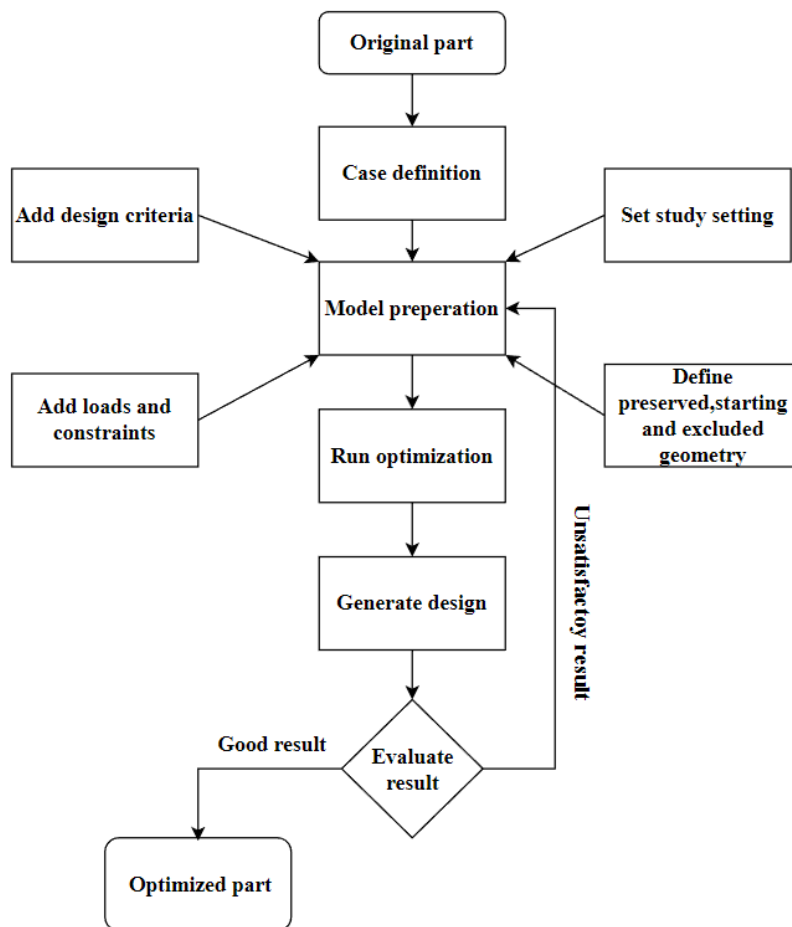 Original part
Case definition
Add design criteria
Set study setting
Model preperation
Add loads and
constraints
Define
preserved,starting
and excluded
geometry
Run optimization
Unsatisfactoy result
Generate design
Good result
Evaluate
result
Optimized part